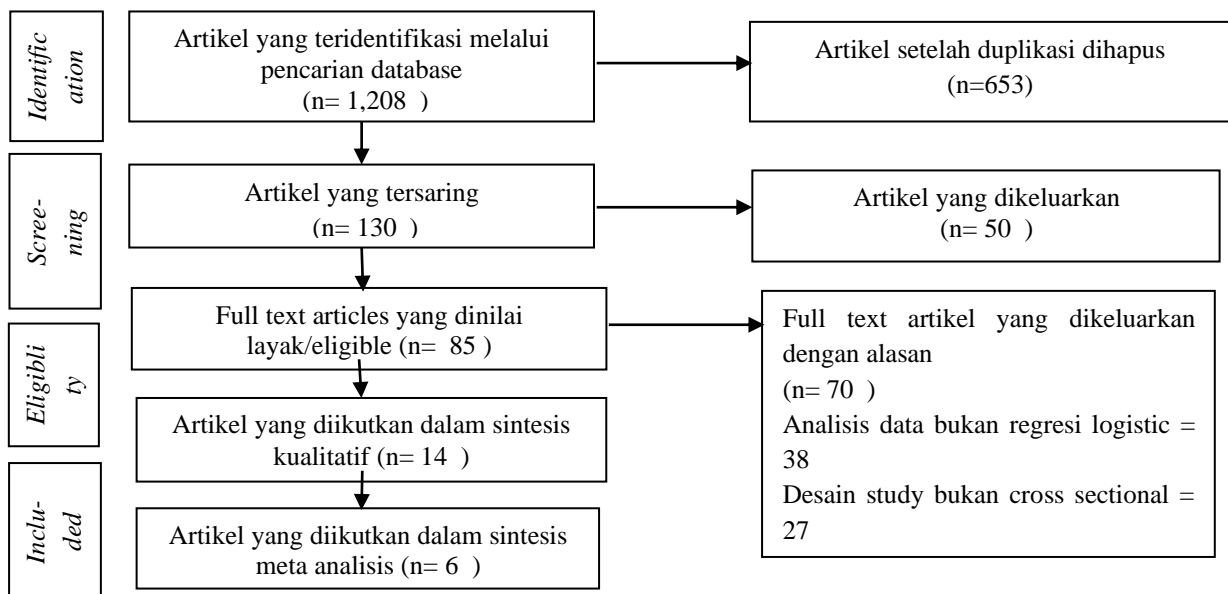 Identific
ation
Artikel yang teridentifikasi melalui
pencarian database
(n= 1,208 )
Artikel setelah duplikasi dihapus
(n=653)
Scree-
ning
Artikel yang tersaring
(n= 130 )
Artikel yang dikeluarkan
(n= 50 )
Eligibli
ty
Full text articles yang dinilai
layak/eligible (n= 85 )
Full text artikel yang dikeluarkan
dengan alasan
(n= 70 )
Analisis data bukan regresi logistic =
38
Desain study bukan cross sectional =
27
Artikel yang diikutkan dalam sintesis
kualitatif (n= 14 )
Inclu-
ded
Artikel yang diikutkan dalam sintesis
meta analisis (n= 6 )